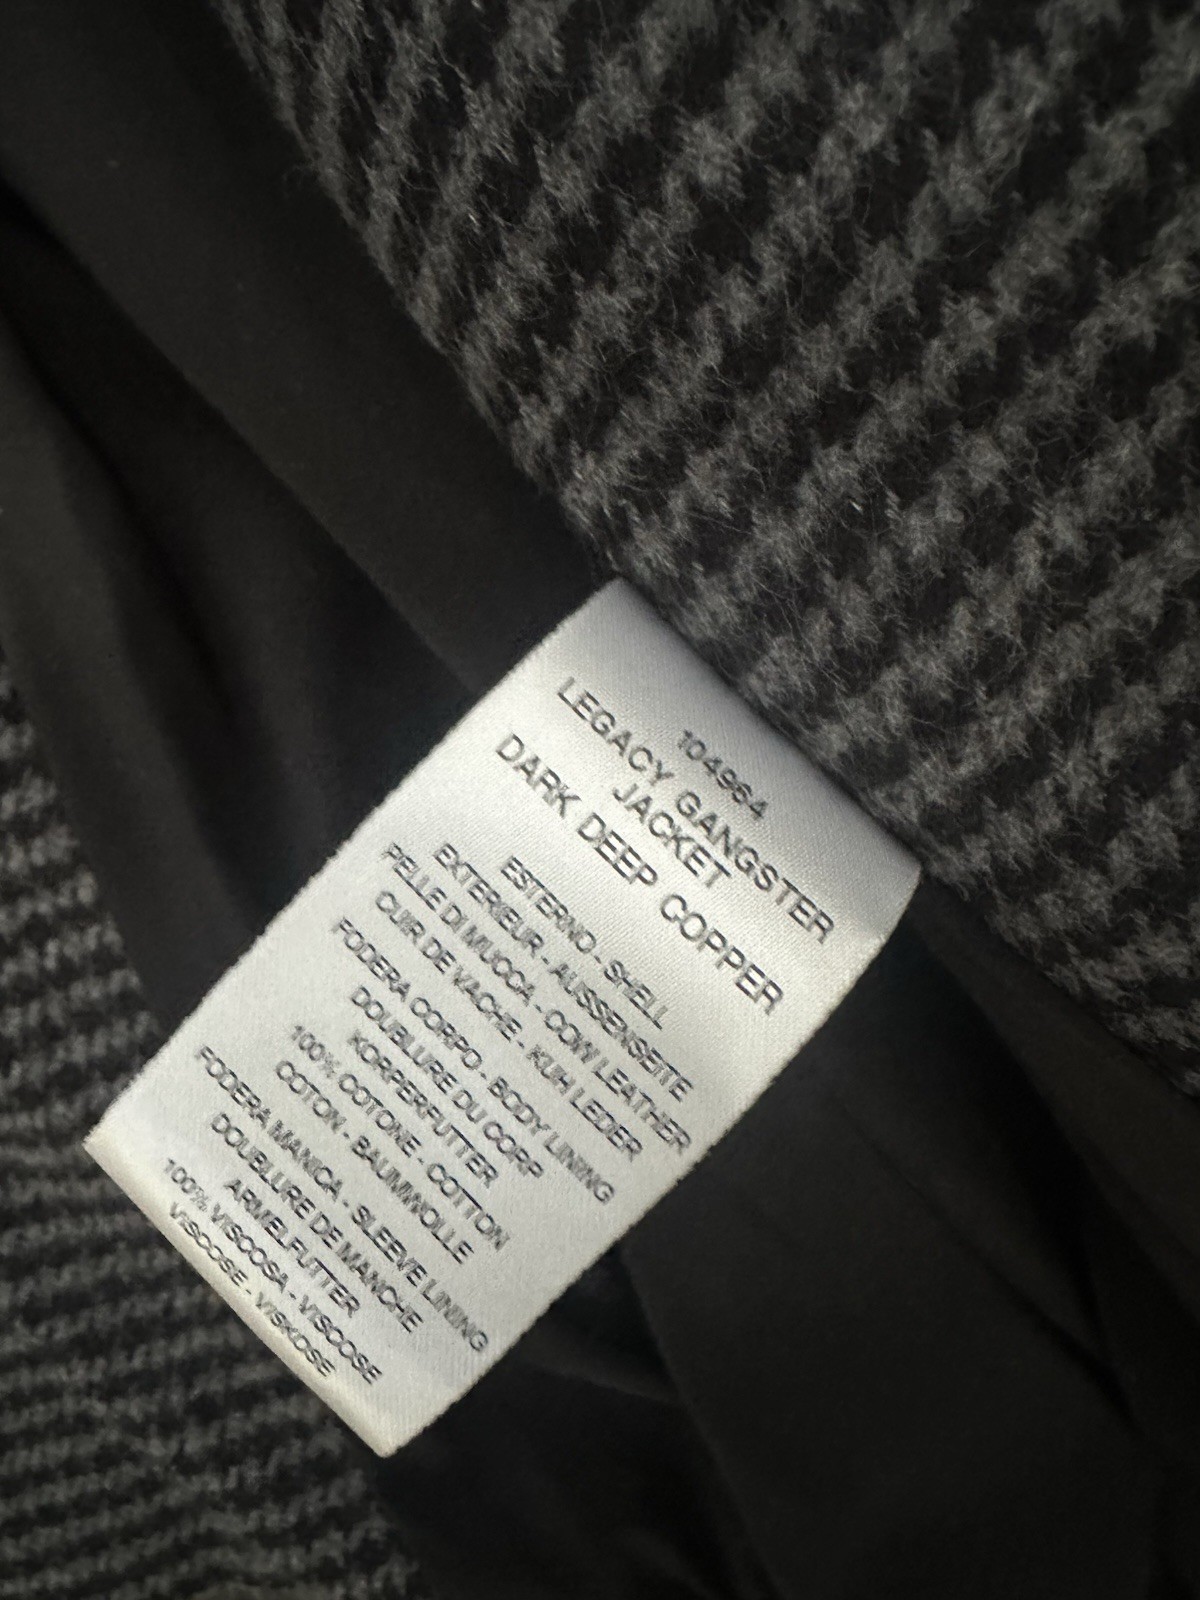 104964
LEGACY GANGSTER
JACKET
DARK DEEP COPPER
ESTERNO - SHELL
EXTERIEUR - AUSSENSEITE
PELLE DI MUCCA - COW LEATHER
CUIR DE VACHE - KUH LEDER
FODERA CORPO - BODY LINING
DOUBLURE DU CORP
KORPERFUTTER
100% COTONE - COTTON
COTON - BAUMWOLLE
FODERA MANICA - SLEEVE LINING
DOUBLURE DE MANCHE
ARMELFUTTER
100% VISCOSA - VISCOSE
VISCOSE - VISKOSE